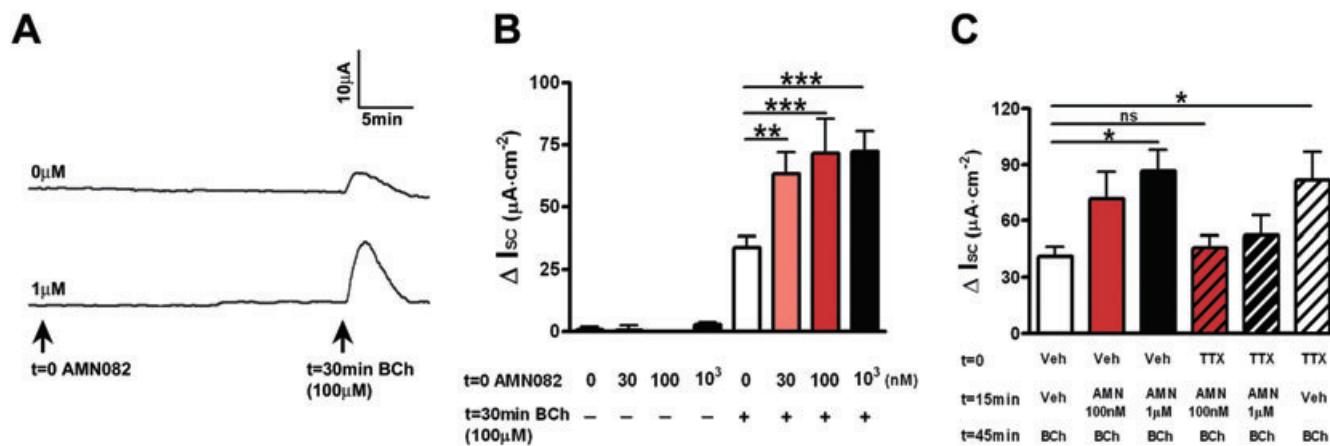 A
10μA
5min
0μM
1μM
t=0 AMN082
t=30min BCh
(100μM)
B
Δ Isc (μA·cm-2)
100
75
50
25
0
***
***
**
t=0 AMN082 0 30 100 10³ 0 30 100 10³ (nM)
t=30min BCh – – – – + + + +
(100μM)
C
Δ Isc (μA·cm-2)
120
90
60
30
0
*
ns
*
t=0 Veh Veh Veh TTX TTX TTX
t=15min Veh AMN AMN AMN AMN Veh
100nM 1μM 100nM 1μM
t=45min BCh BCh BCh BCh BCh BCh